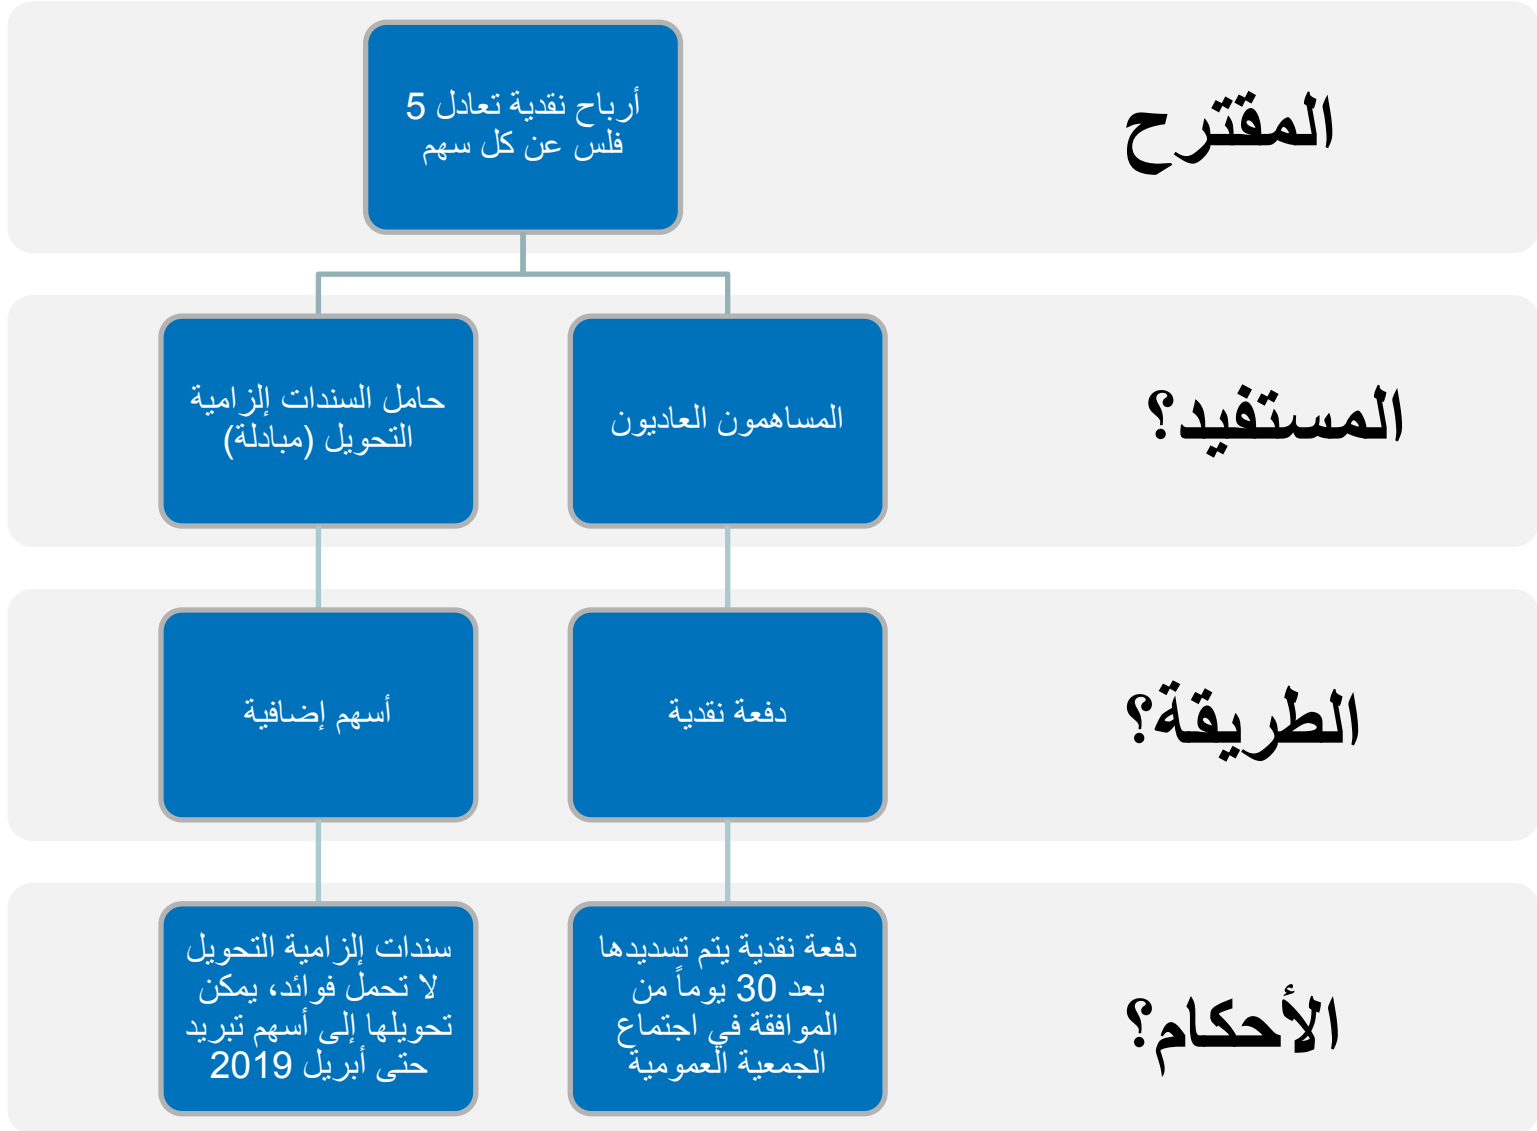 المقترح
أرباح نقدية تعادل 5
فلس عن كل سهم
المستفيد؟
المساهمون العاديون
حامل السندات إلزامية
التحويل (مبادلة)
الطريقة؟
دفعة نقدية
أسهم إضافية
الأحكام؟
دفعة نقدية يتم تسديدها
بعد 30 يوماً من
الموافقة في اجتماع
الجمعية العمومية
سندات إلزامية التحويل
لا تحمل فوائد، يمكن
تحويلها إلى أسهم تبريد
حتى أبريل 2019